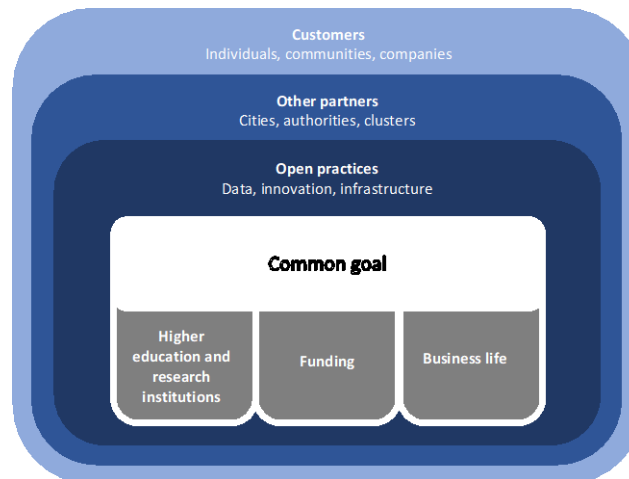 Customers
Individuals, communities, companies
Other partners
Cities, authorities, clusters
Open practices
Data, innovation, infrastructure
Common goal
Higher
education and
research
institutions
Funding
Business life